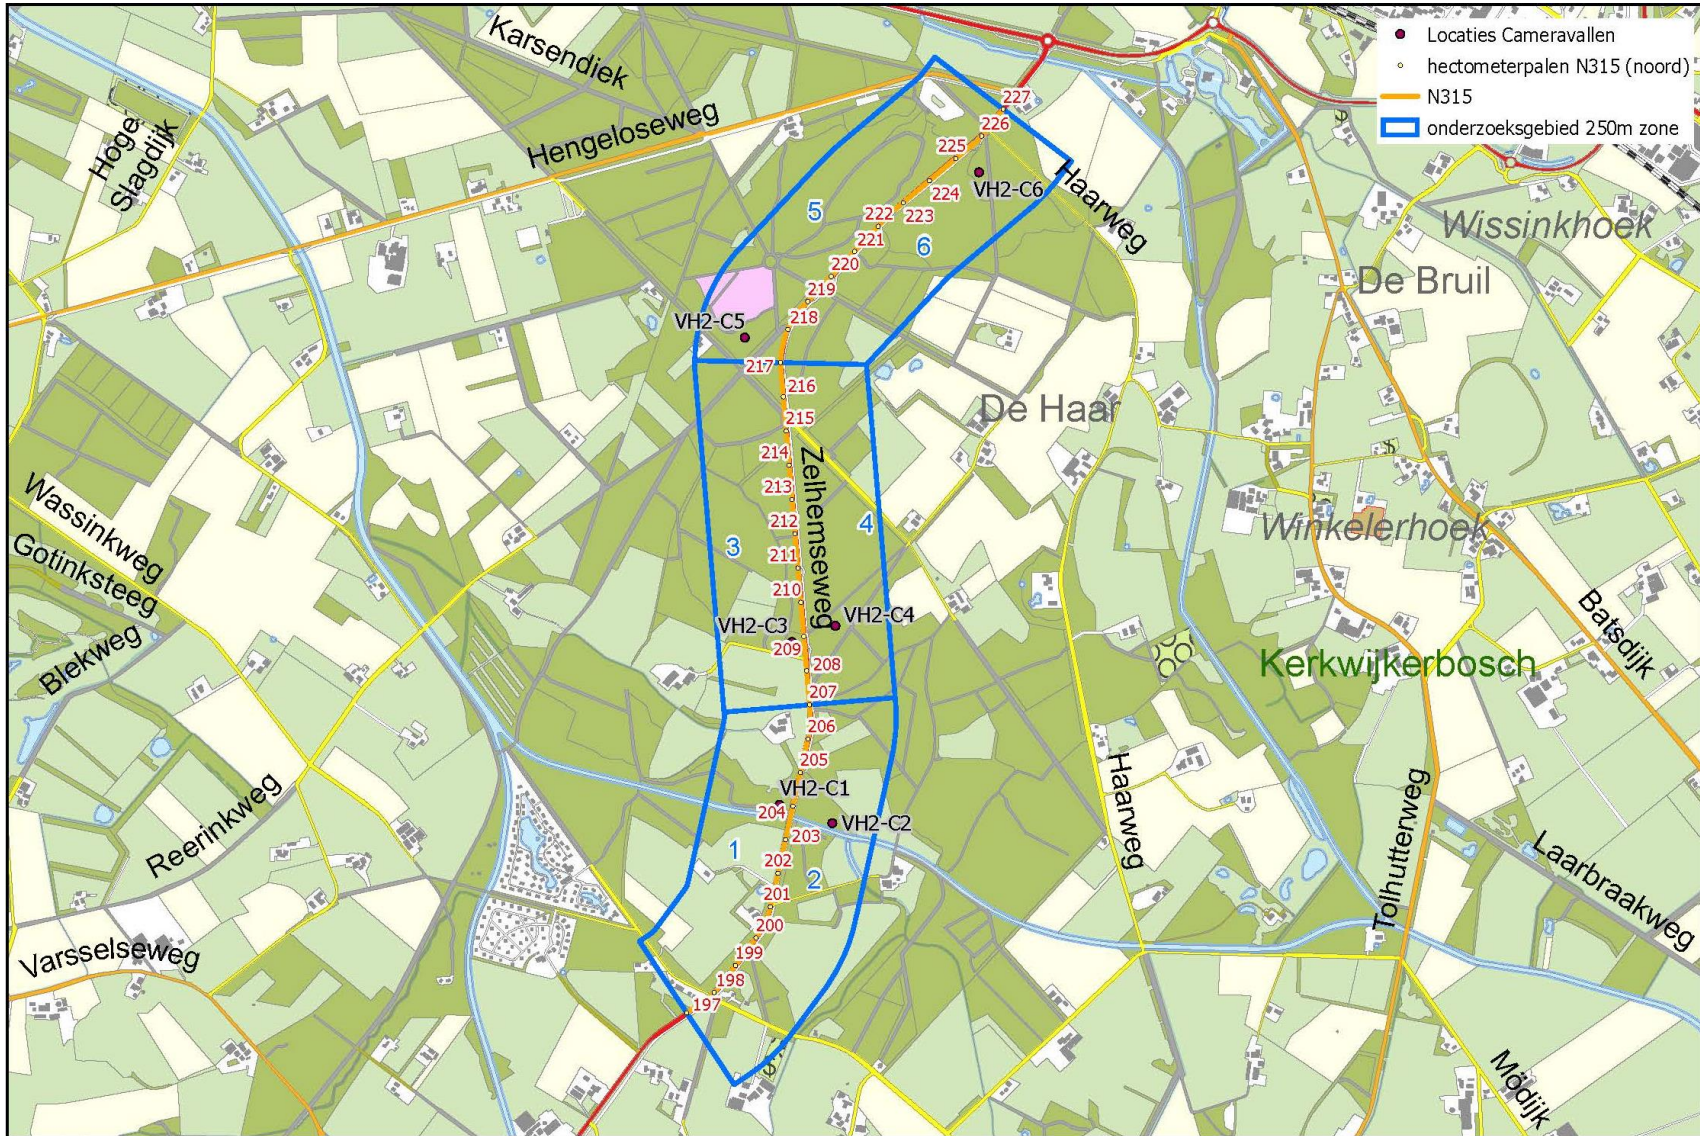 Locaties Cameravallen
hectometerpalen N315 (noord)
N315
onderzoeksgebied 250m zone
Karsendiek
Hengeloseweg
Hoge
Slagdijk
227
226
225
VH2-C6
224
Haarweg
223
222
5
221
6
220
219
218
VH2-C5
217
216
215
214
213
212
211
210
Zelhemseweg
3
4
VH2-C3
VH2-C4
209
208
207
206
205
VH2-C1
204
VH2-C2
203
1
202
2
201
200
199
198
197
Wissinkhoek
De Bruil
De Haar
Winkelerhoek
Kerkwijkerbosch
Batsdijk
Wassinkweg
Gotinksteeg
Blekweg
Reerinkweg
Varsselseweg
Haarweg
Tolhutterweg
Laarbraakweg
Mödijk